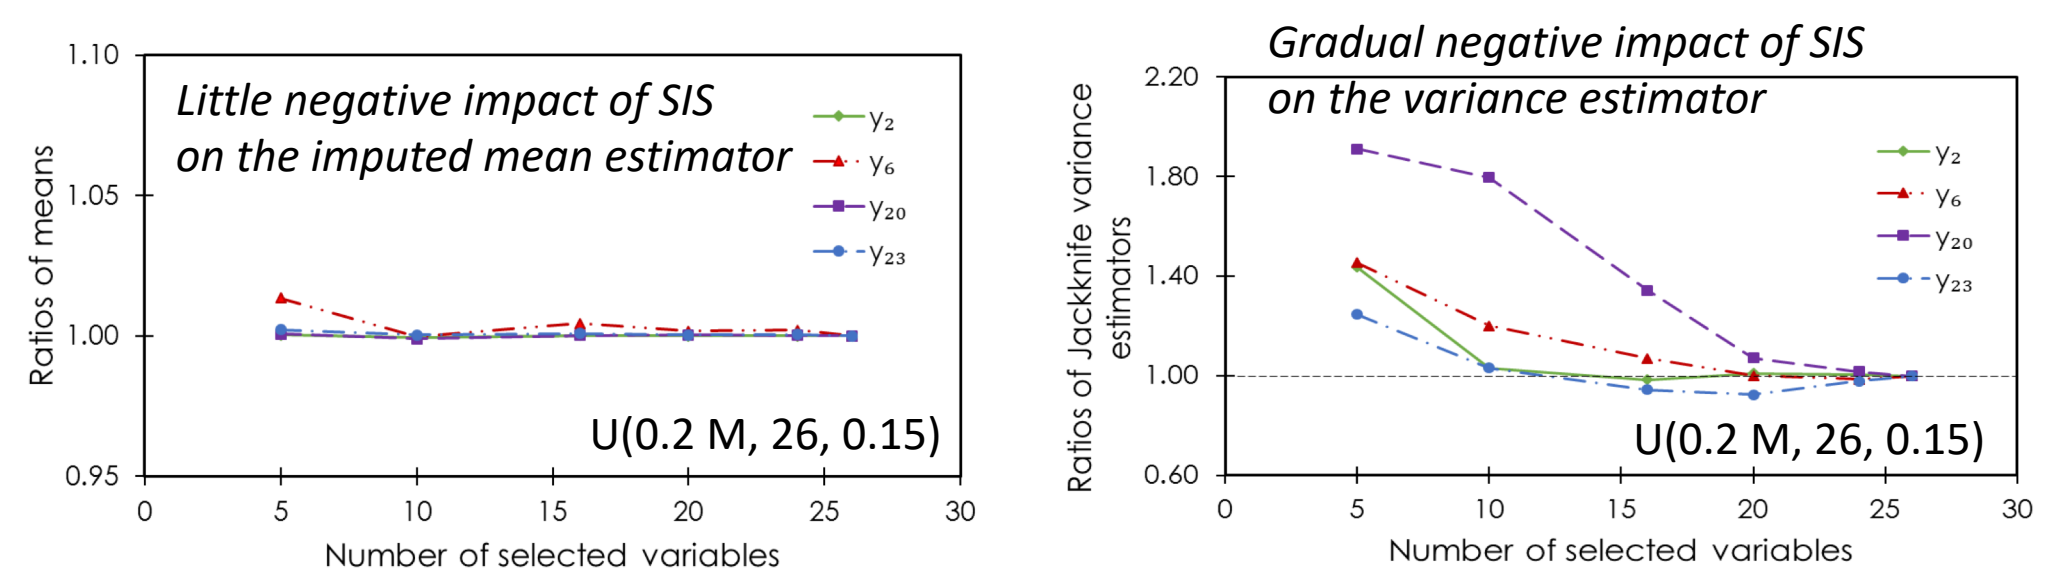 Little negative impact of SIS
on the imputed mean estimator
1.10
1.05
1.00
0.95
Ratios of means
y₂
y₆
y₂₀
y₂₃
U(0.2 M, 26, 0.15)
0 5 10 15 20 25 30
Number of selected variables
Gradual negative impact of SIS
on the variance estimator
2.20
1.80
1.40
1.00
0.60
Ratios of Jackknife variance
estimators
y₂
y₆
y₂₀
y₂₃
U(0.2 M, 26, 0.15)
0 5 10 15 20 25 30
Number of selected variables